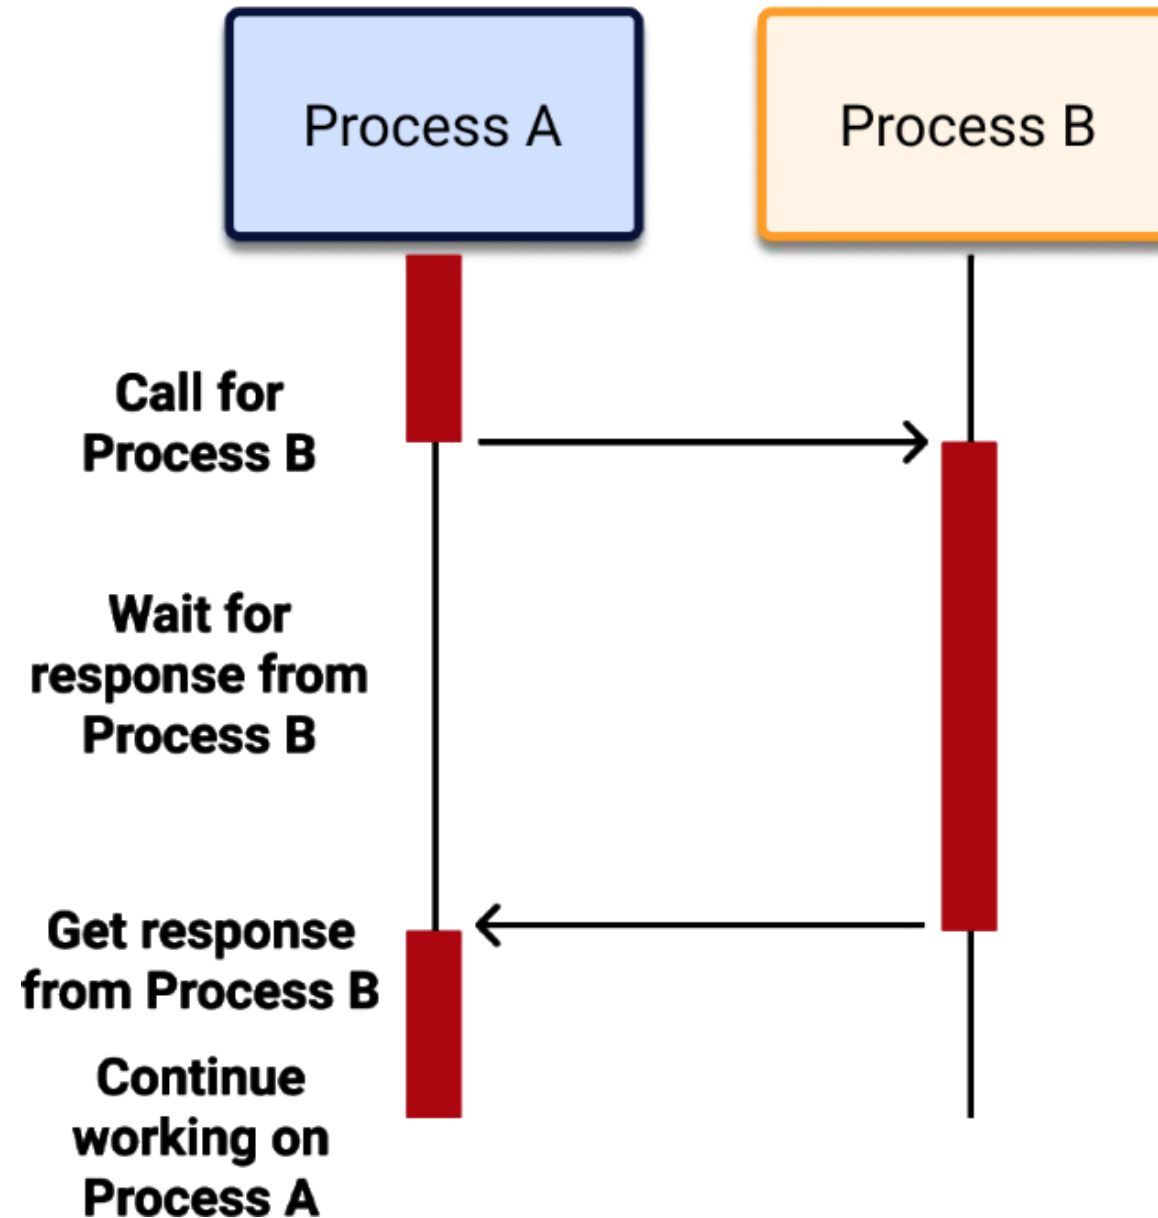 Process A
Process B
Call for
Process B
Wait for
response from
Process B
Get response
from Process B
Continue
working on
Process A